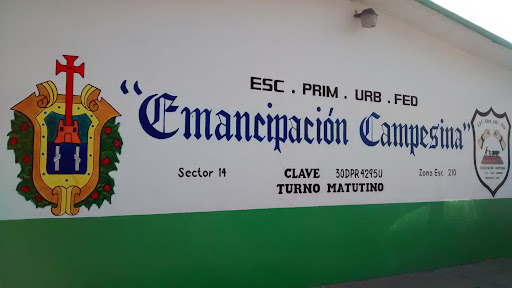 ESC . PRIM . URB . FED
“Emancipación Campesina”
Sector 14 CLAVE 30DPR4295U Zona Esc. 210
TURNO MATUTINO